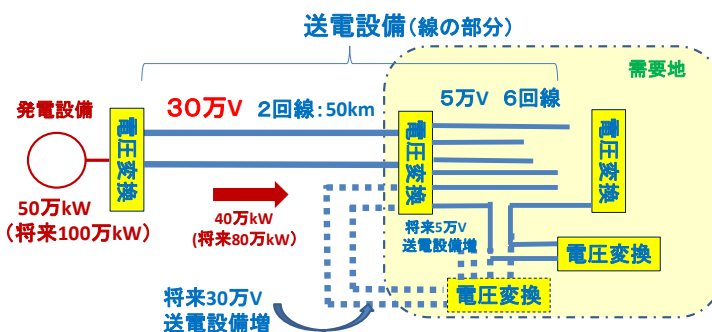 送電設備(線の部分)
需要地
発電設備
30万V 2回線:50km
5万V 6回線
電圧変換
電圧変換
電圧変換
50万kW
(将来100万kW)
40万kW
(将来80万kW)
将来5万V
送電設備増
電圧変換
電圧変換
将来30万V
送電設備増